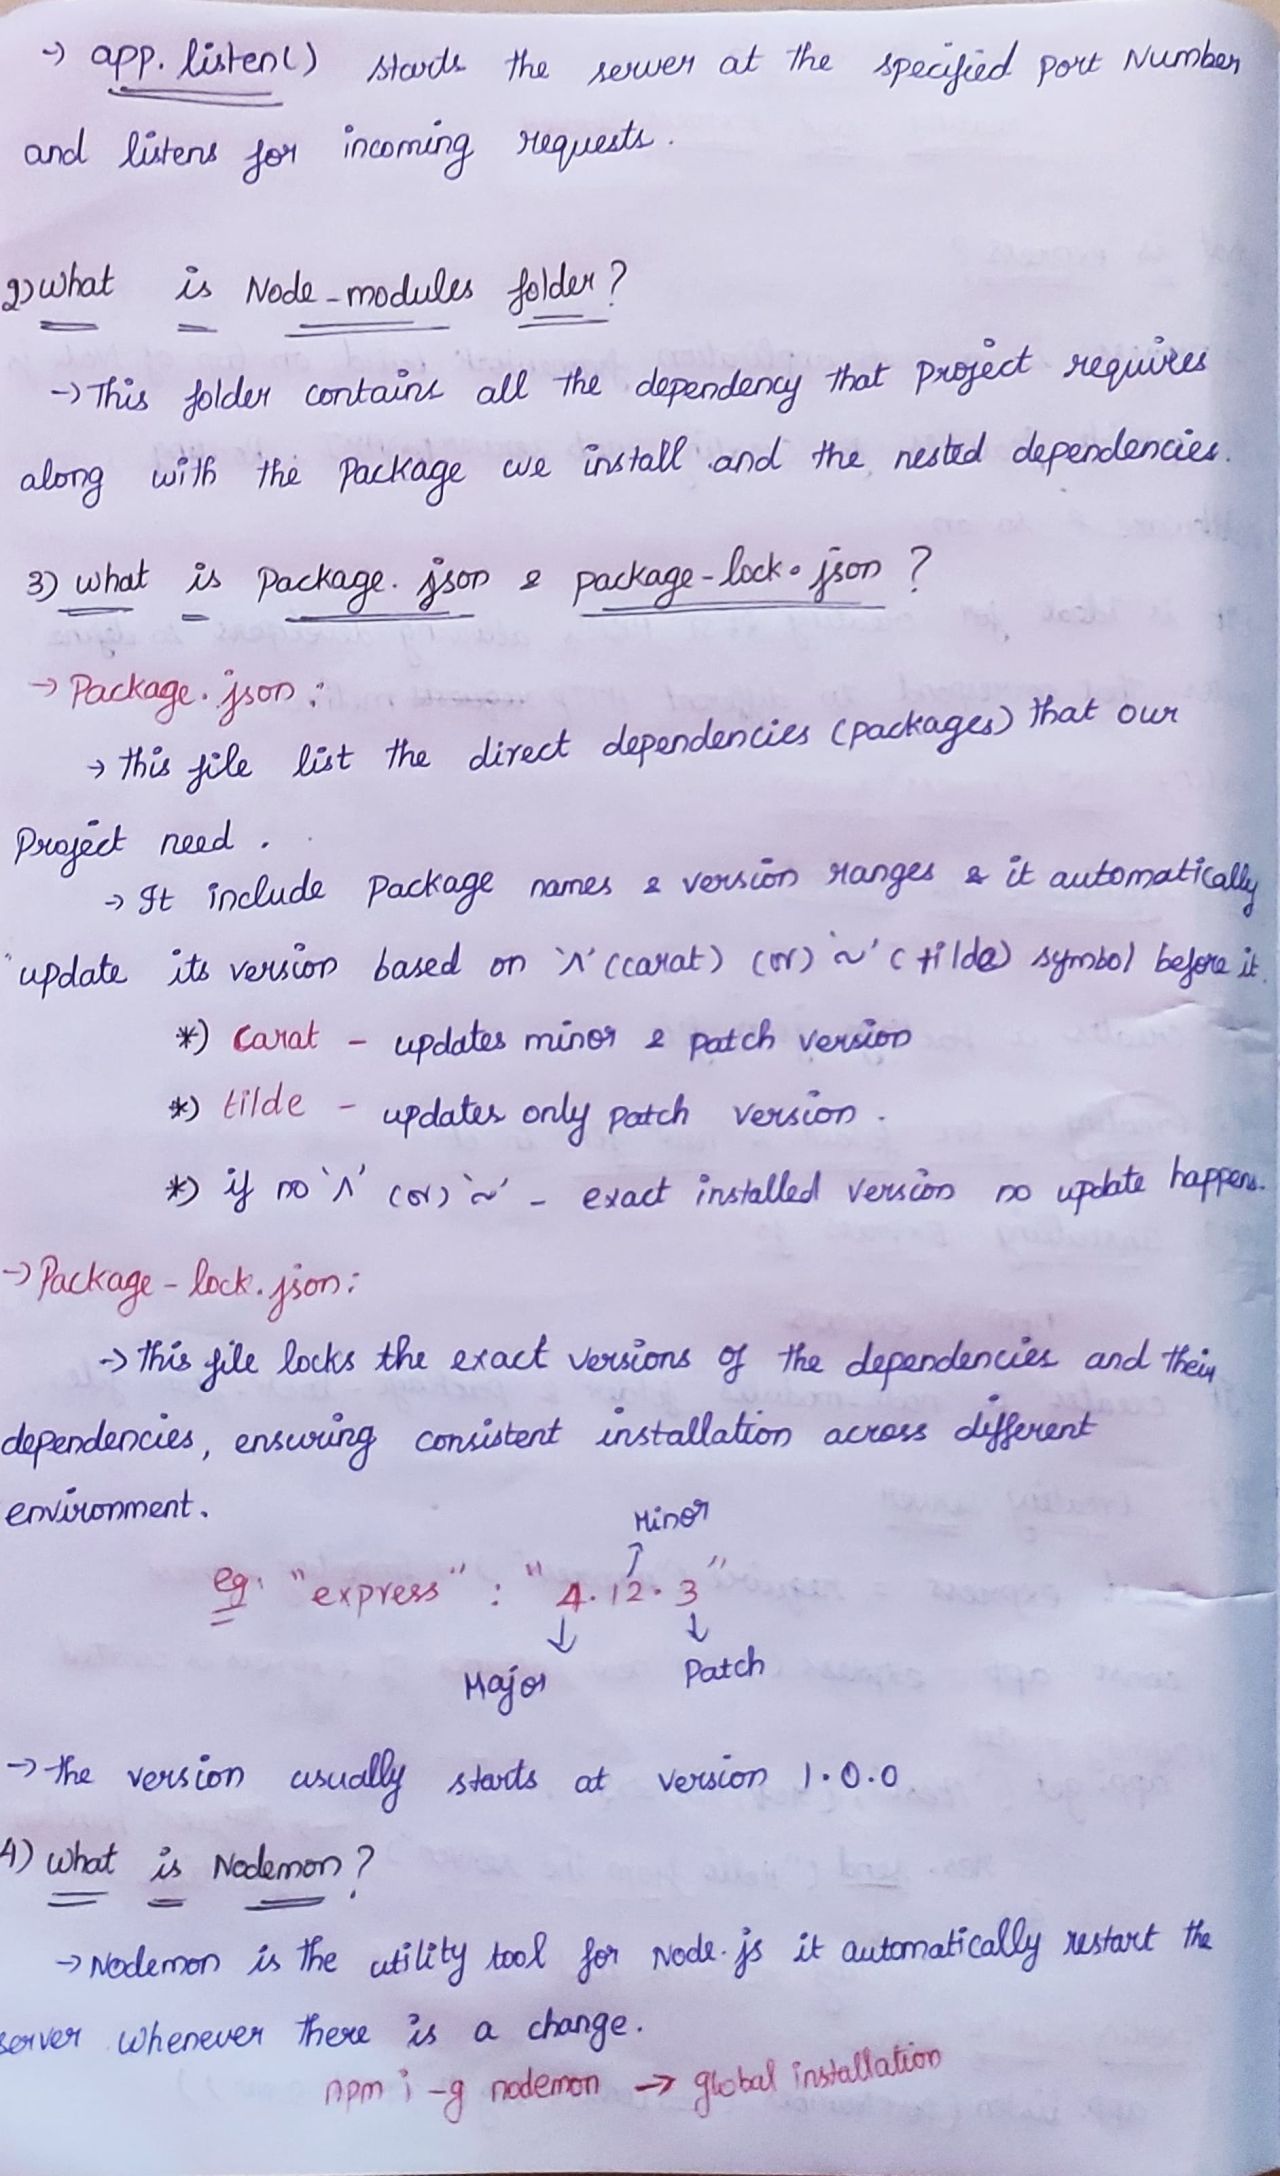 → app.listen() starts the server at the specified port Number
and listens for incoming requests.
2) what is Node-modules folder?
→ This folder contains all the dependency that project requires
along with the package we install and the nested dependencies.
3) what is package.json & package-lock.json ?
→ Package.json :
→ this file list the direct dependencies (packages) that our
project need .
→ It include package names & version ranges & it automatically
update its version based on '^' (carat) (or) '~' (tilde) symbol before it.
*) carat - updates minor & patch version
*) tilde - updates only patch version .
*) if no '^' (or) '~' - exact installed version no update happens.
→ Package-lock.json :
→ this file locks the exact versions of the dependencies and their
dependencies, ensuring consistent installation across different
environment.
Minor
↑
eg: "express" : "4.12.3"
↓ ↓
Major Patch
→ the version usually starts at version 1.0.0
4) what is Nodemon?
→ Nodemon is the utility tool for Node.js it automatically restart the
server whenever there is a change.
npm i -g nodemon → global installation